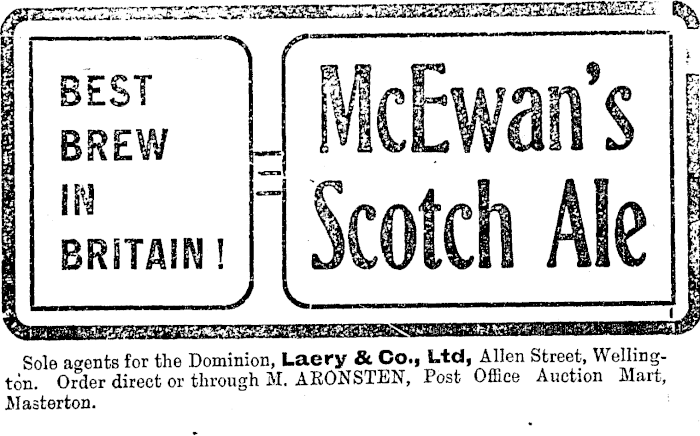 BEST
BREW
IN
BRITAIN!
McEwan's
Scotch Ale
Sole agents for the Dominion, Laery & Co., Ltd, Allen Street, Welling-
ton. Order direct or through M. ARONSTEN, Post Office Auction Mart,
Masterton.